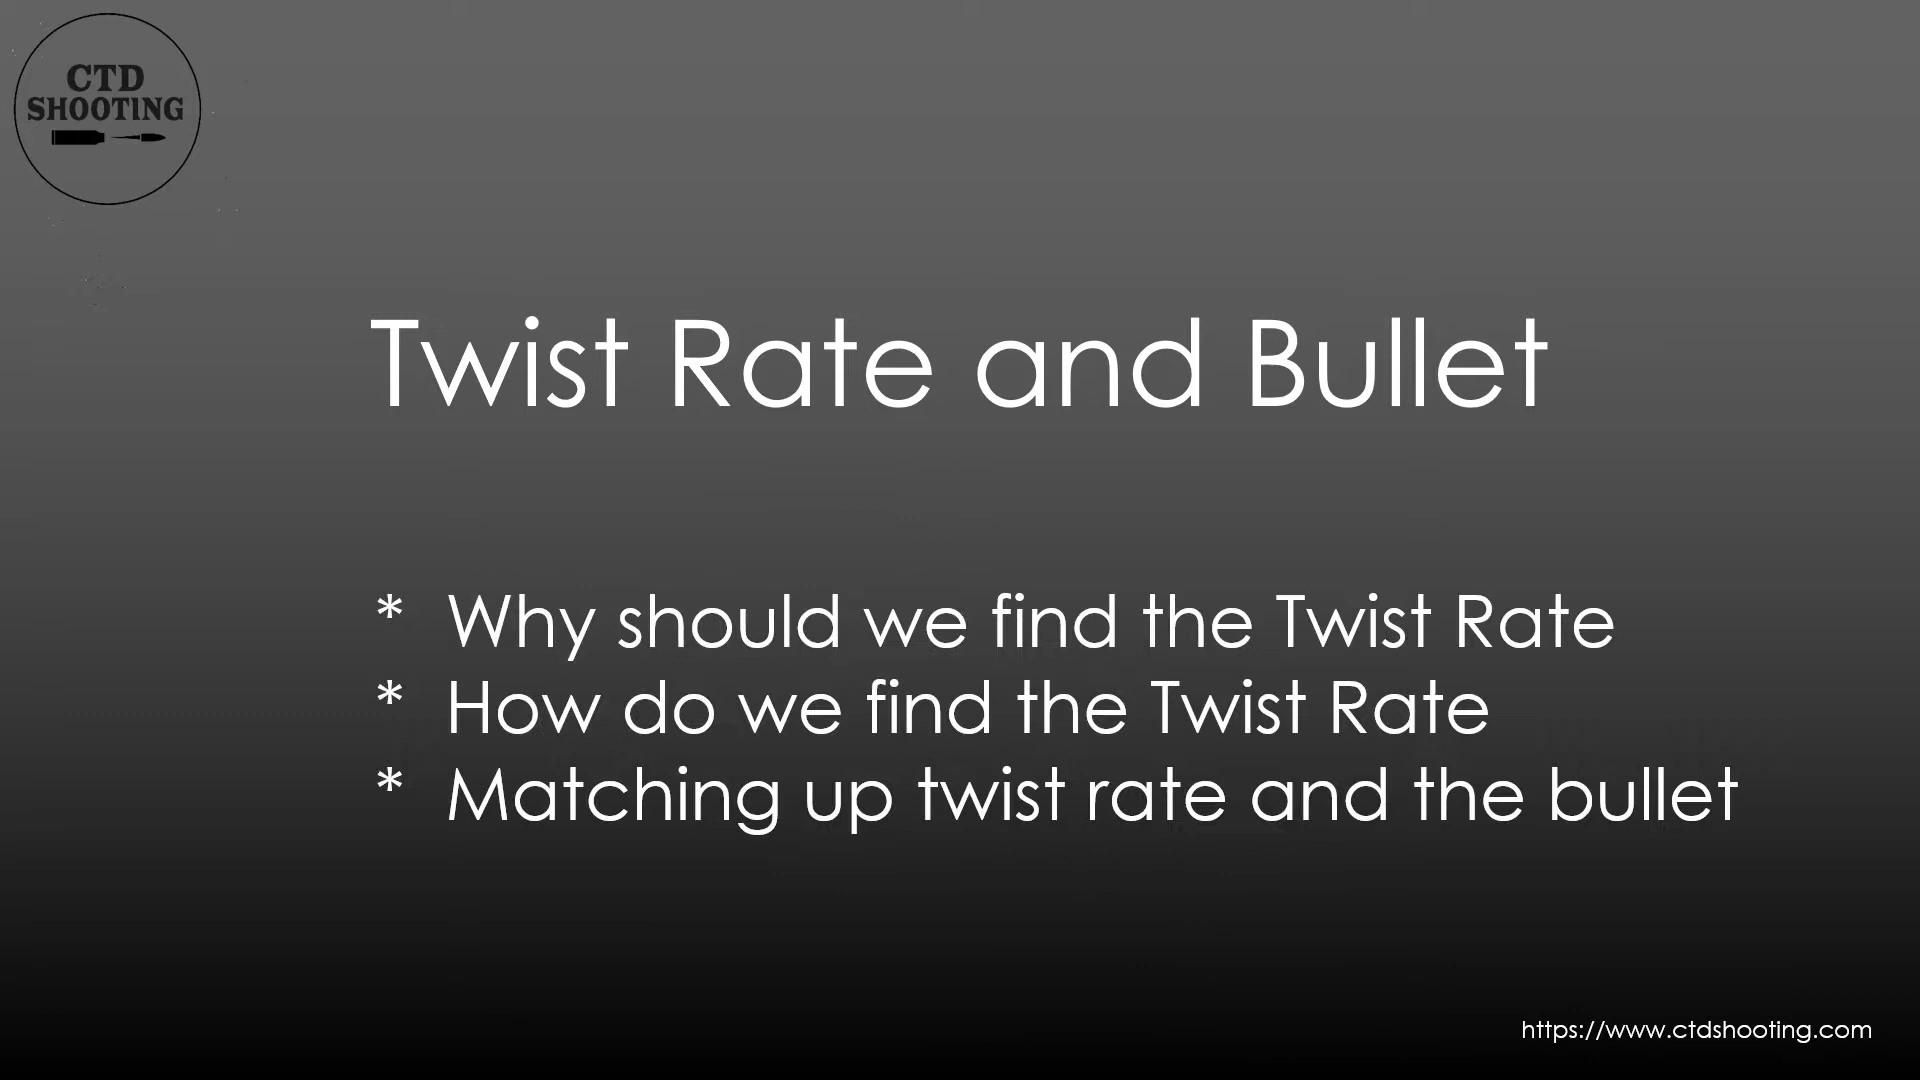 CTD
SHOOTING
Twist Rate and Bullet
* Why should we find the Twist Rate
* How do we find the Twist Rate
* Matching up twist rate and the bullet
https://www.ctdshooting.com